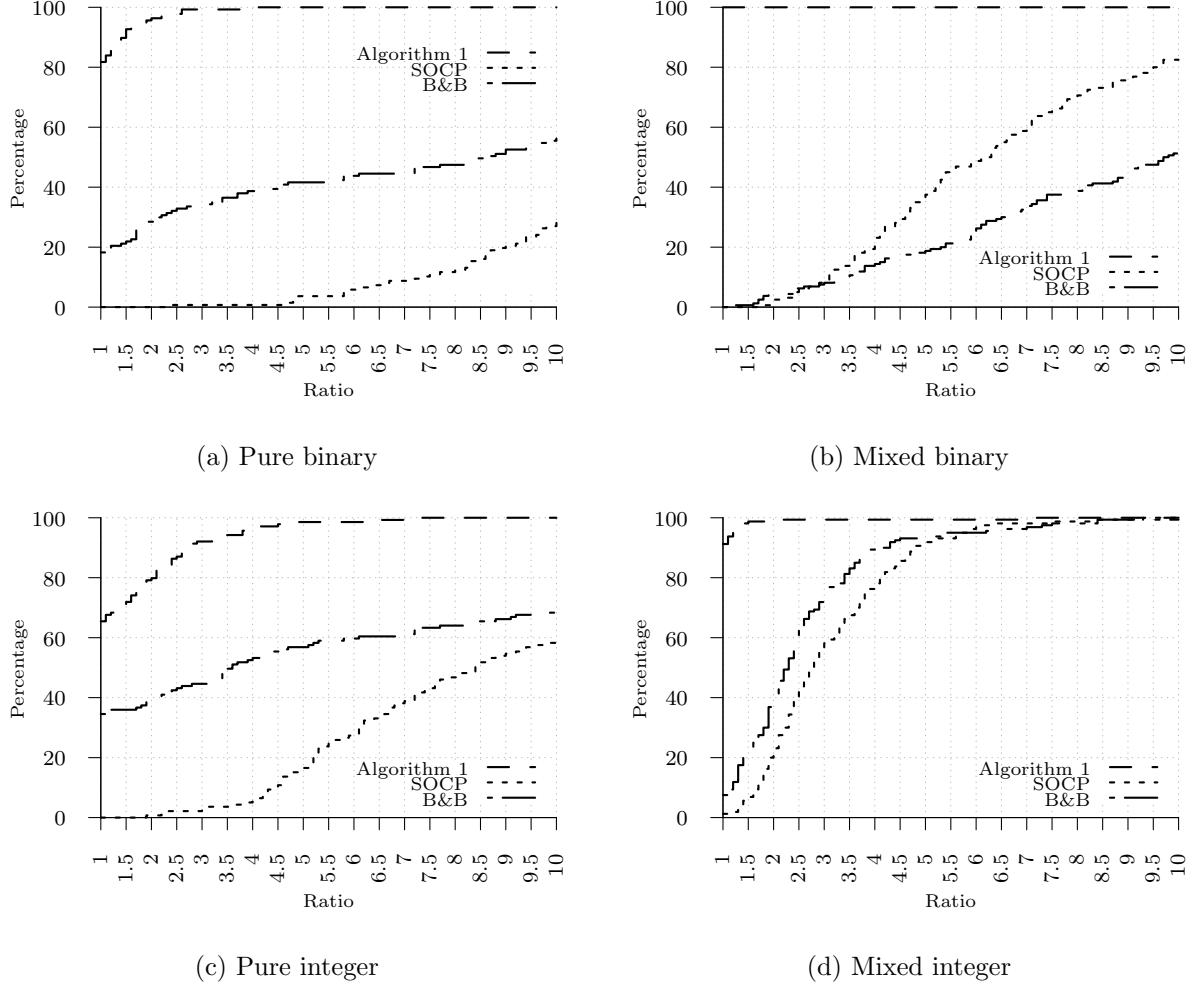 100
80
60
40
20
0
Percentage
Algorithm 1
SOCP
B&B
1 1.5 2 2.5 3 3.5 4 4.5 5 5.5 6 6.5 7 7.5 8 8.5 9 9.5 10
Ratio
(a) Pure binary
100
80
60
40
20
0
Percentage
Algorithm 1
SOCP
B&B
1 1.5 2 2.5 3 3.5 4 4.5 5 5.5 6 6.5 7 7.5 8 8.5 9 9.5 10
Ratio
(b) Mixed binary
100
80
60
40
20
0
Percentage
Algorithm 1
SOCP
B&B
1 1.5 2 2.5 3 3.5 4 4.5 5 5.5 6 6.5 7 7.5 8 8.5 9 9.5 10
Ratio
(c) Pure integer
100
80
60
40
20
0
Percentage
Algorithm 1
SOCP
B&B
1 1.5 2 2.5 3 3.5 4 4.5 5 5.5 6 6.5 7 7.5 8 8.5 9 9.5 10
Ratio
(d) Mixed integer